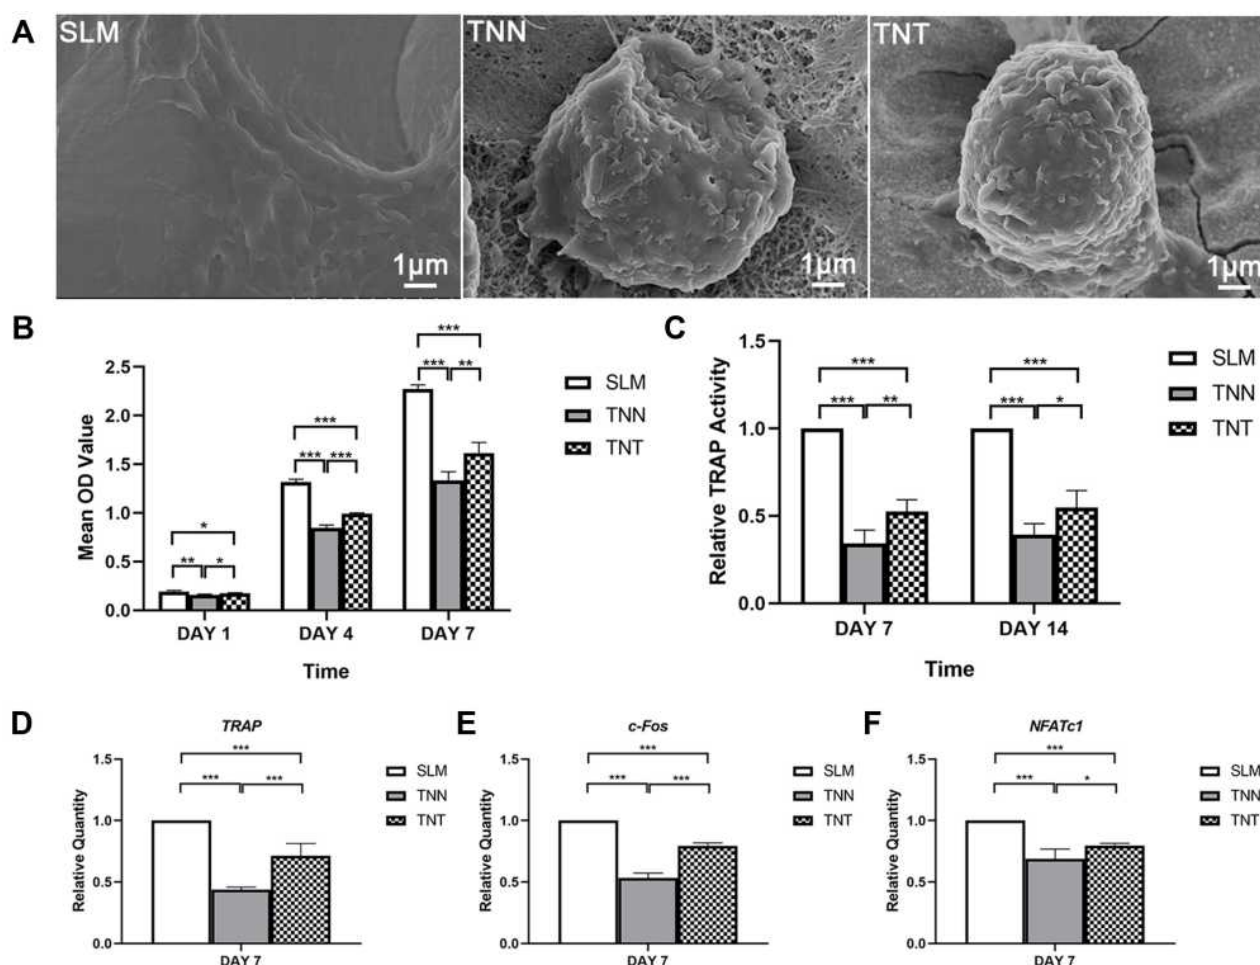 A
SLM
TNN
TNT
1μm
1μm
1μm
B
Mean OD Value
2.5
2.0
1.5
1.0
0.5
0.0
***
*** **
***
*** ***
*
** *
DAY 1 DAY 4 DAY 7
Time
SLM
TNN
TNT
C
Relative TRAP Activity
1.5
1.0
0.5
0.0
*** ***
*** ** *** *
DAY 7 DAY 14
Time
SLM
TNN
TNT
D
TRAP
Relative Quantity
1.5
1.0
0.5
0.0
***
*** ***
DAY 7
SLM
TNN
TNT
E
c-Fos
Relative Quantity
1.5
1.0
0.5
0.0
***
*** ***
DAY 7
SLM
TNN
TNT
F
NFATc1
Relative Quantity
1.5
1.0
0.5
0.0
***
*** *
DAY 7
SLM
TNN
TNT